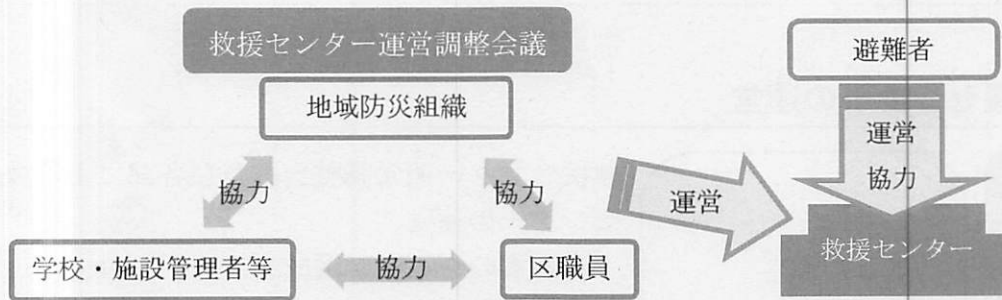 救援センター運営調整会議
地域防災組織
避難者
協力
協力
運営
運営
協力
学校・施設管理者等
協力
区職員
救援センター